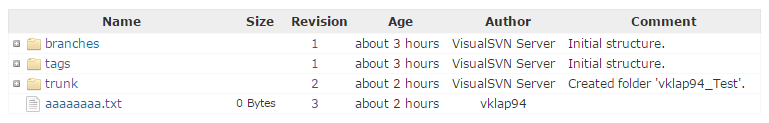 Name Size Revision Age Author Comment
branches 1 about 3 hours VisualSVN Server Initial structure.
tags 1 about 3 hours VisualSVN Server Initial structure.
trunk 2 about 2 hours VisualSVN Server Created folder 'vklap94_Test'.
aaaaaaaa.txt 0 Bytes 3 about 2 hours vklap94